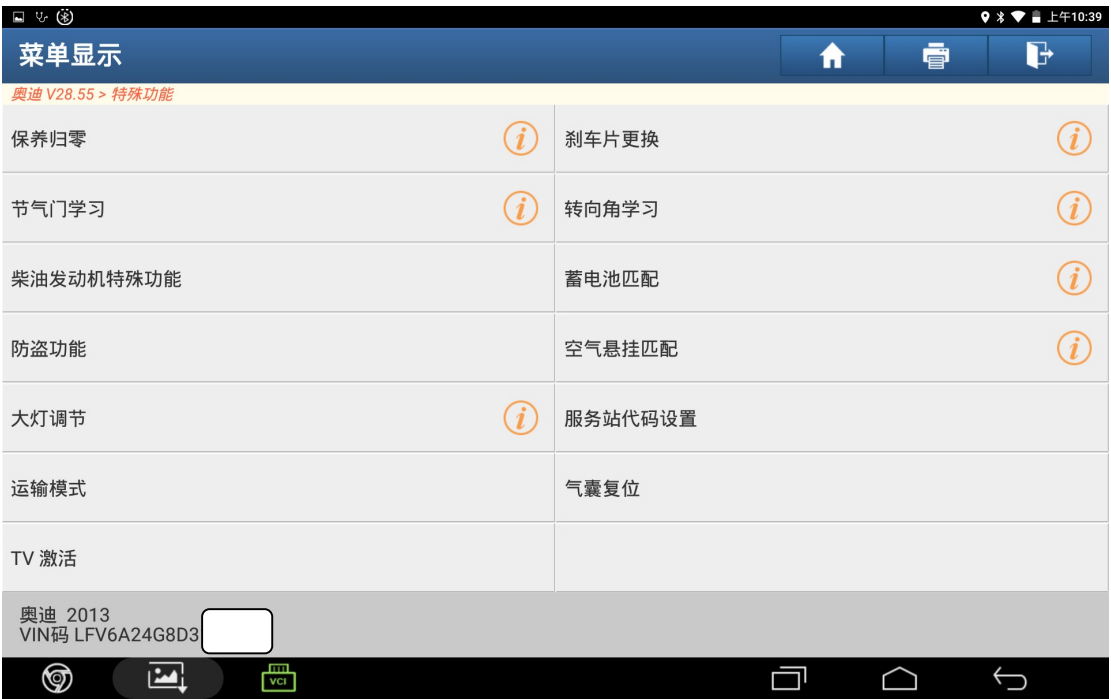 上午10:39
菜单显示
奥迪 V28.55 > 特殊功能
保养归零
刹车片更换
节气门学习
转向角学习
柴油发动机特殊功能
蓄电池匹配
防盗功能
空气悬挂匹配
大灯调节
服务站代码设置
运输模式
气囊复位
TV 激活
奥迪 2013
VIN码 LFV6A24G8D3
VCI